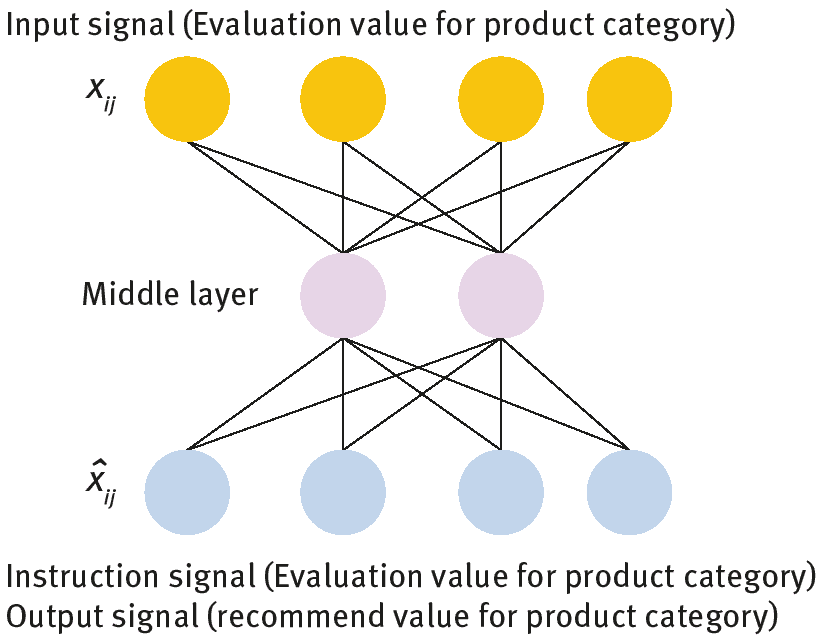 Input signal (Evaluation value for product category)
x_ij
Middle layer
x̂_ij
Instruction signal (Evaluation value for product category)
Output signal (recommend value for product category)